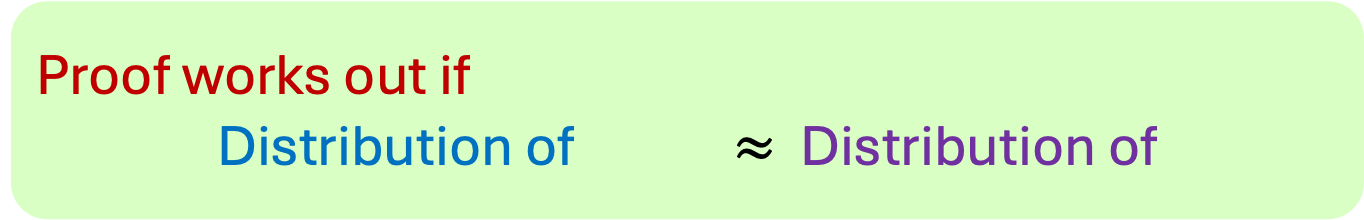 Proof works out if
Distribution of ≈ Distribution of